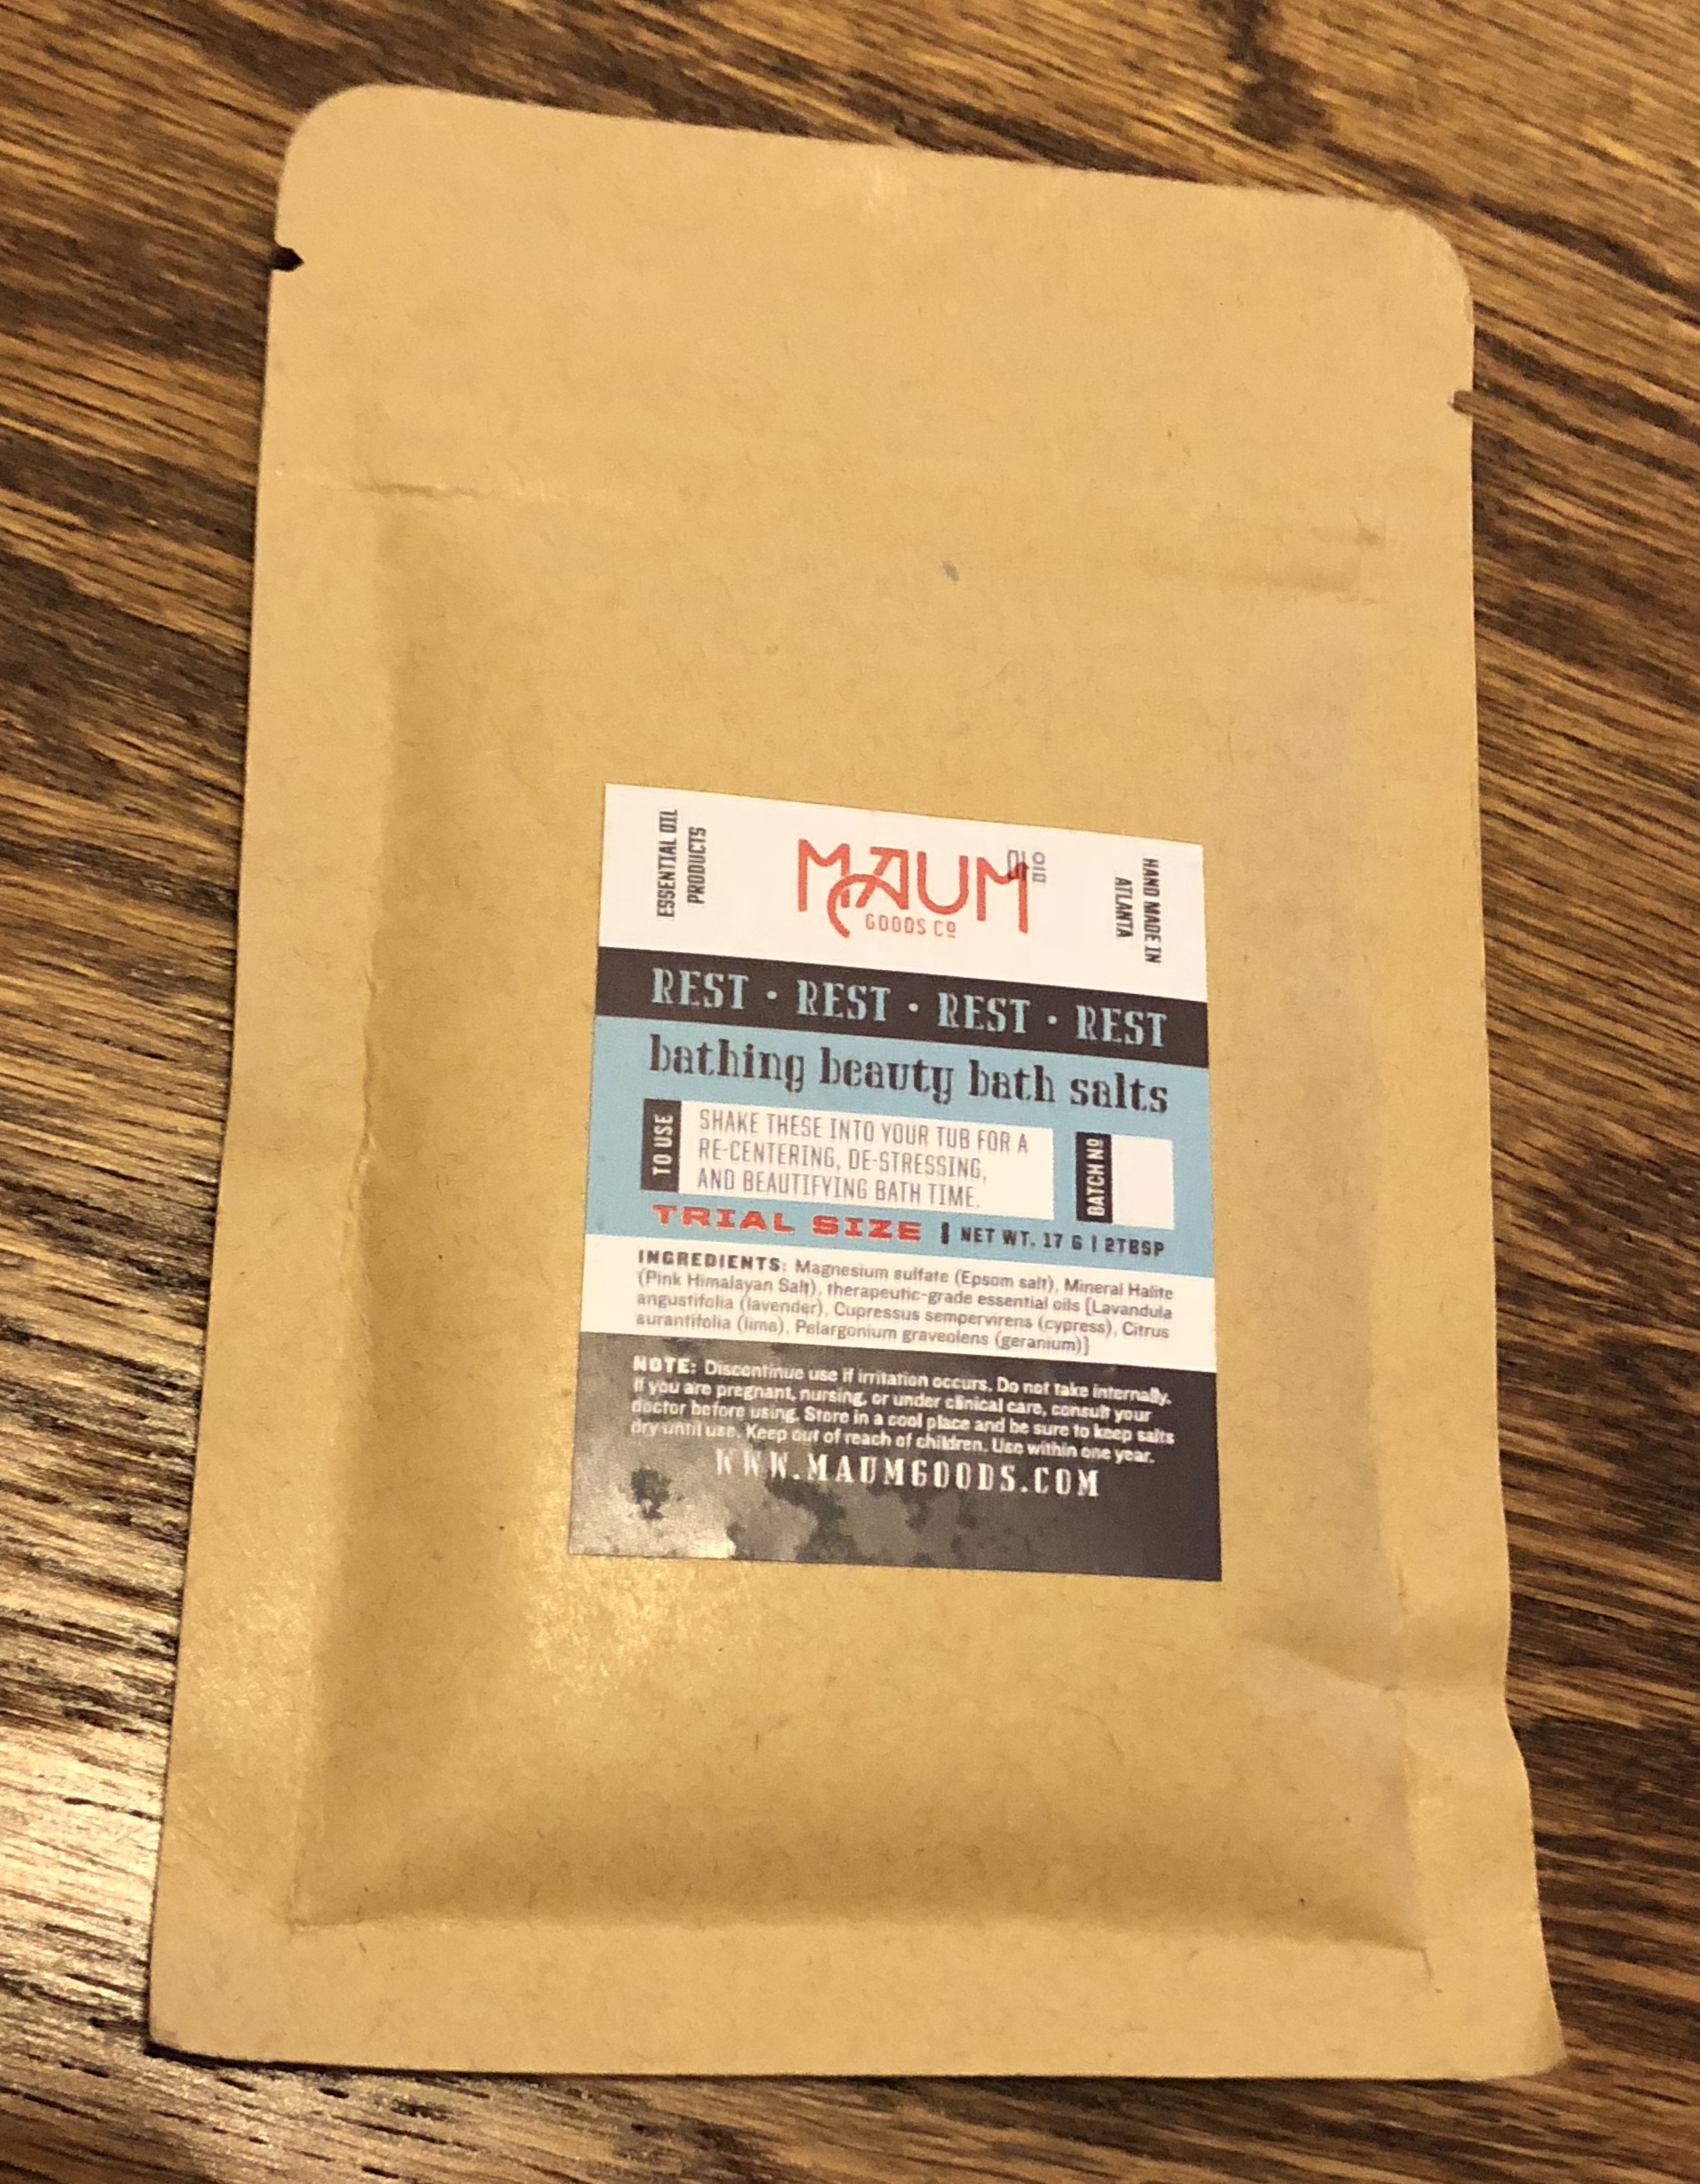 ESSENTIAL OIL
PRODUCTS
MAUM
마음
GOODS Cº
HAND MADE IN
ATLANTA
REST · REST · REST · REST
bathing beauty bath salts
TO USE
SHAKE THESE INTO YOUR TUB FOR A
RE-CENTERING, DE-STRESSING,
AND BEAUTIFYING BATH TIME.
BATCH Nº
TRIAL SIZE | NET WT. 17 G | 2TBSP
INGREDIENTS: Magnesium sulfate (Epsom salt), Mineral Halite
(Pink Himalayan Salt), therapeutic-grade essential oils [Lavandula
angustifolia (lavender), Cupressus sempervirens (cypress), Citrus
aurantifolia (lime), Pelargonium graveolens (geranium)]
NOTE: Discontinue use if irritation occurs. Do not take internally.
If you are pregnant, nursing, or under clinical care, consult your
doctor before using. Store in a cool place and be sure to keep salts
dry until use. Keep out of reach of children. Use within one year.
WWW.MAUMGOODS.COM